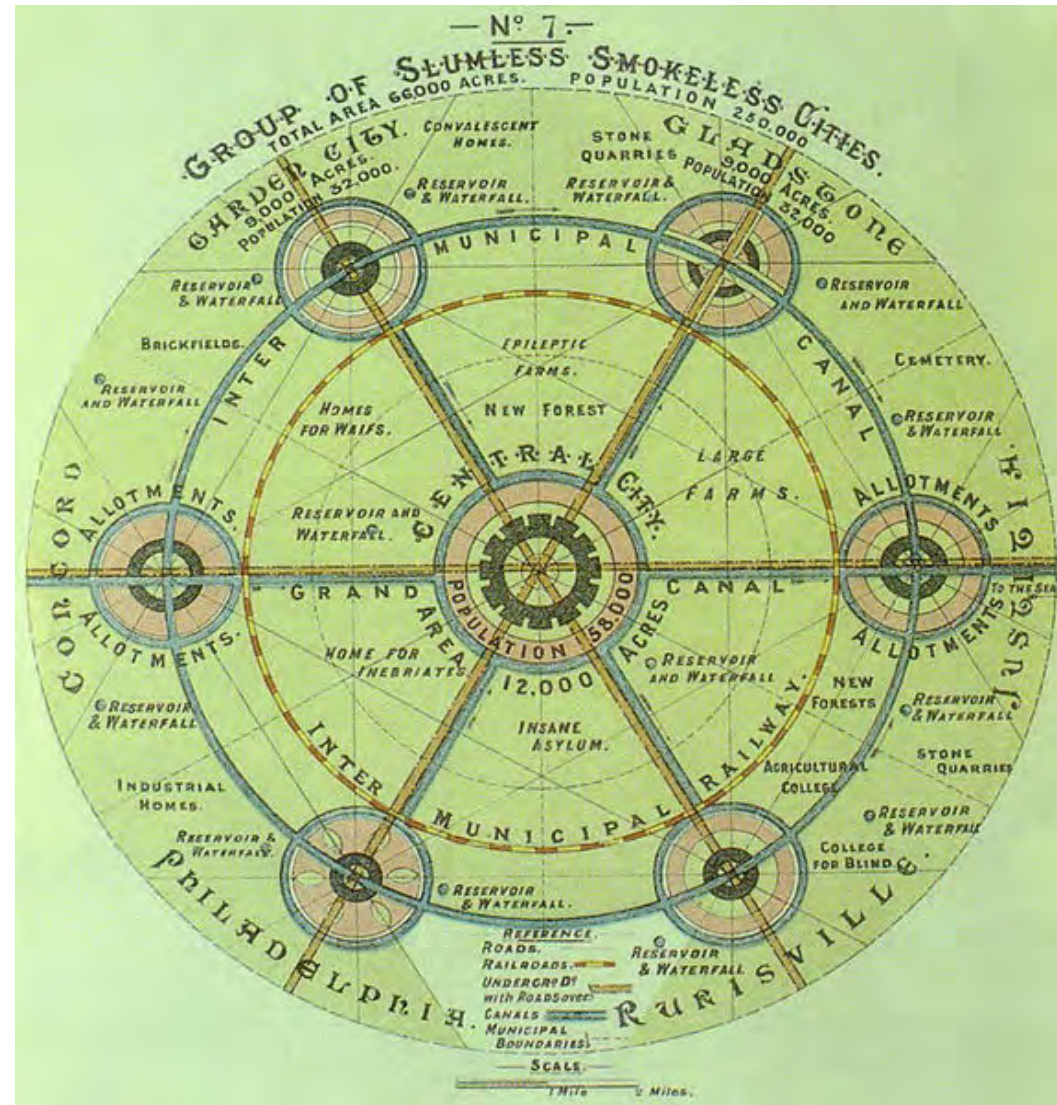 — Nº 7. —
GROUP OF SLUMLESS SMOKELESS CITIES.
TOTAL AREA 66,000 ACRES. POPULATION 250,000
GARDEN CITY.
9,000 ACRES.
POPULATION 32,000.
CONVALESCENT
HOMES.
STONE
QUARRIES
GLADSTONE
9,000 ACRES.
POPULATION 32,000
RESERVOIR
& WATERFALL.
RESERVOIR &
WATERFALL.
INTER MUNICIPAL CANAL
RESERVOIR
& WATERFALL
RESERVOIR
AND WATERFALL
BRICKFIELDS.
EPILEPTIC
FARMS.
CEMETERY.
RESERVOIR
AND WATERFALL
HOMES
FOR WAIFS.
NEW FOREST
RESERVOIR
& WATERFALL
LARGE
FARMS.
CENTRAL CITY.
CONCORD
ALLOTMENTS.
ALLOTMENTS
JUSTITIA.
RESERVOIR AND
WATERFALL.
GRAND CANAL
TO THE SEA
POPULATION 58,000.
AREA 12,000 ACRES
ALLOTMENTS.
ALLOTMENTS
HOME FOR
INEBRIATES.
RESERVOIR
AND WATERFALL
NEW
FORESTS
RESERVOIR
& WATERFALL.
RESERVOIR
& WATERFALL
INSANE
ASYLUM.
STONE
QUARRIES
INTER MUNICIPAL RAILWAY.
AGRICULTURAL
COLLEGE
INDUSTRIAL
HOMES.
RESERVOIR
& WATERFALL
RESERVOIR &
WATERFALL.
COLLEGE
FOR BLIND
PHILADELPHIA.
RESERVOIR
& WATERFALL.
RURISVILLE.
REFERENCE.
ROADS.
RAILROADS.
UNDERGRD Dº
with ROADS over
CANALS
MUNICIPAL
BOUNDARIES
RESERVOIR
& WATERFALL
SCALE.
1 Mile 2 Miles.